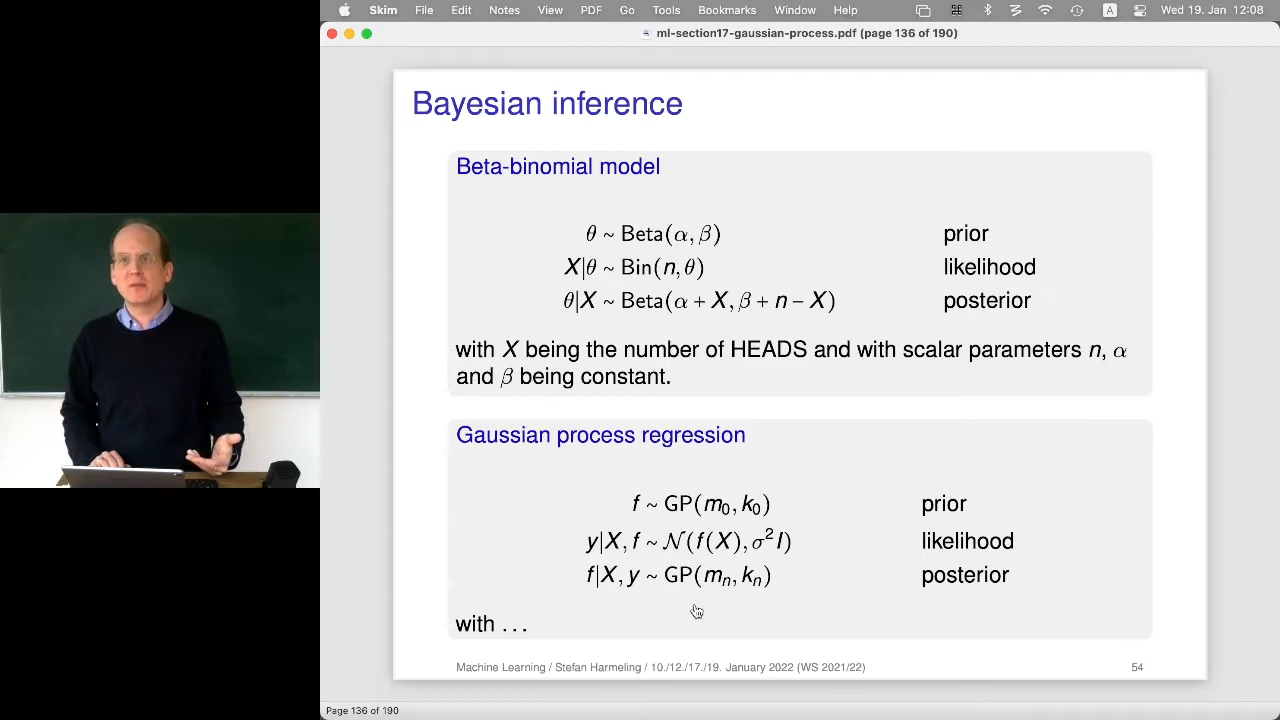 Skim File Edit Notes View PDF Go Tools Bookmarks Window Help A Wed 19. Jan 12:08
ml-section17-gaussian-process.pdf (page 136 of 190)
Bayesian inference
Beta-binomial model
θ ~ Beta(α, β) prior
X|θ ~ Bin(n, θ) likelihood
θ|X ~ Beta(α + X, β + n − X) posterior
with X being the number of HEADS and with scalar parameters n, α
and β being constant.
Gaussian process regression
f ~ GP(m₀, k₀) prior
y|X, f ~ 𝒩(f(X), σ²I) likelihood
f|X, y ~ GP(mₙ, kₙ) posterior
with ...
Machine Learning / Stefan Harmeling / 10./12./17./19. January 2022 (WS 2021/22) 54
Page 136 of 190